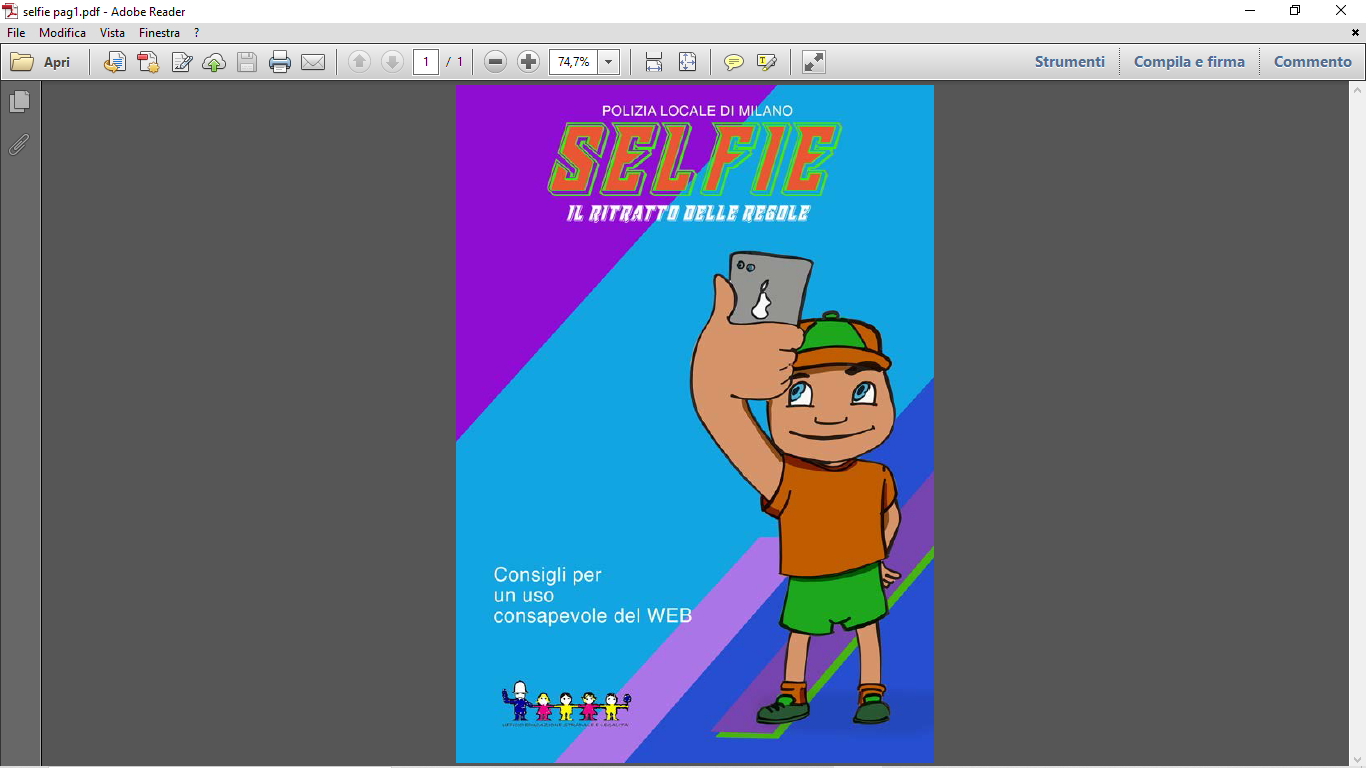 selfie pag1.pdf - Adobe Reader
File Modifica Vista Finestra ?
Apri 1 / 1 74,7% Strumenti Compila e firma Commento
POLIZIA LOCALE DI MILANO
SELFIE
IL RITRATTO DELLE REGOLE
Consigli per
un uso
consapevole del WEB